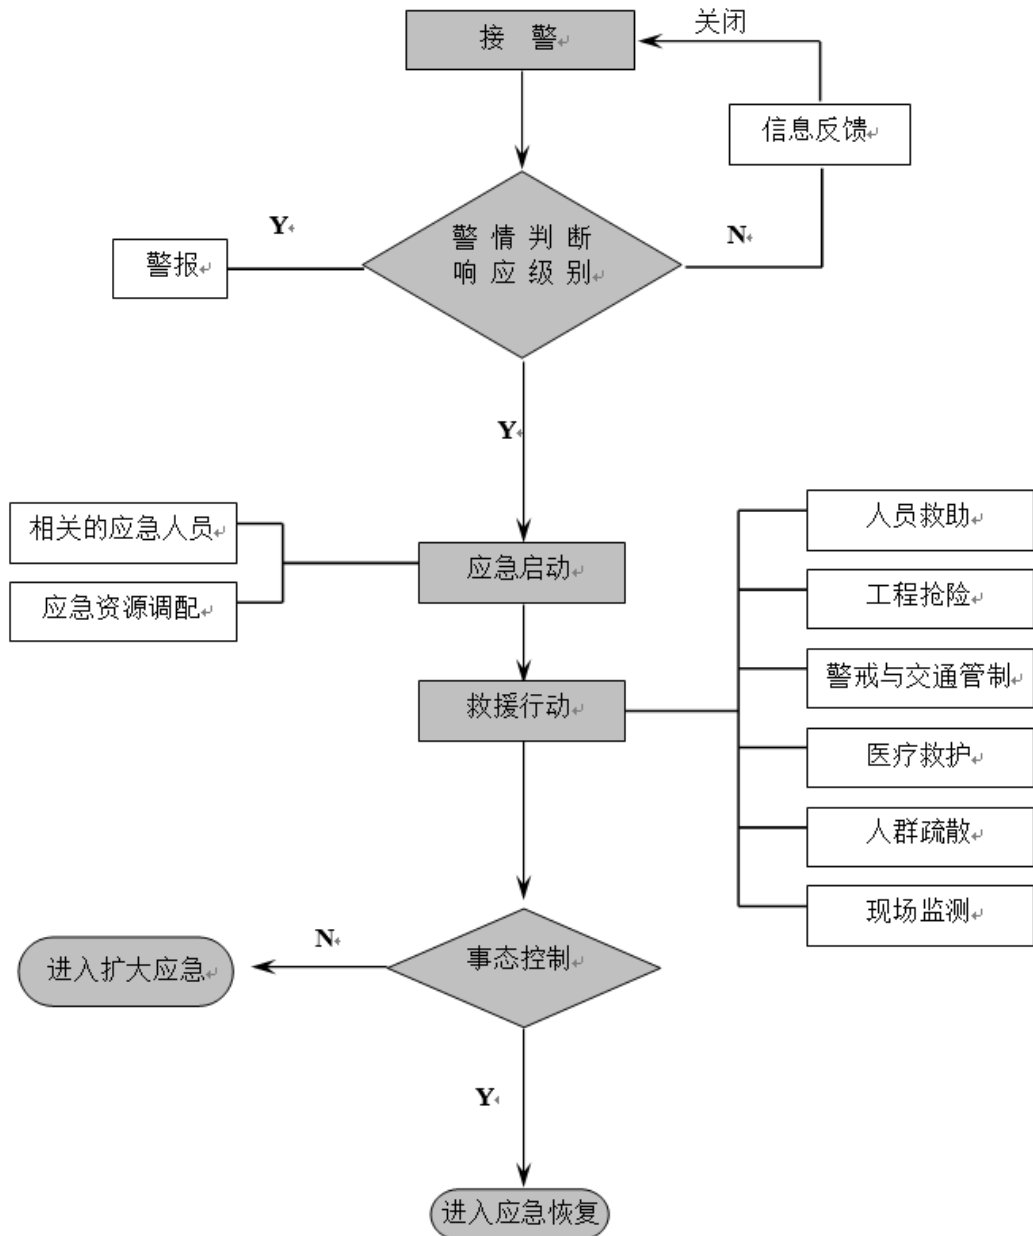 关闭
接 警
信息反馈
Y
警情判断
响应级别
N
警报
Y
相关的应急人员
应急资源调配
应急启动
人员救助
工程抢险
救援行动
警戒与交通管制
医疗救护
人群疏散
现场监测
N
事态控制
进入扩大应急
Y
进入应急恢复